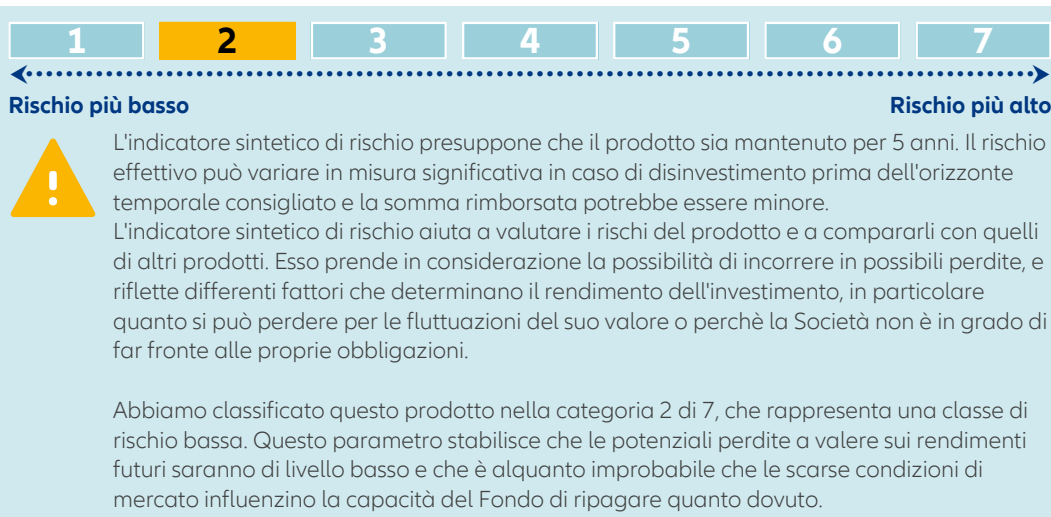 1 2 3 4 5 6 7
Rischio più basso Rischio più alto
L'indicatore sintetico di rischio presuppone che il prodotto sia mantenuto per 5 anni. Il rischio
effettivo può variare in misura significativa in caso di disinvestimento prima dell'orizzonte
temporale consigliato e la somma rimborsata potrebbe essere minore.
L'indicatore sintetico di rischio aiuta a valutare i rischi del prodotto e a compararli con quelli
di altri prodotti. Esso prende in considerazione la possibilità di incorrere in possibili perdite, e
riflette differenti fattori che determinano il rendimento dell'investimento, in particolare
quanto si può perdere per le fluttuazioni del suo valore o perchè la Società non è in grado di
far fronte alle proprie obbligazioni.
Abbiamo classificato questo prodotto nella categoria 2 di 7, che rappresenta una classe di
rischio bassa. Questo parametro stabilisce che le potenziali perdite a valere sui rendimenti
futuri saranno di livello basso e che è alquanto improbabile che le scarse condizioni di
mercato influenzino la capacità del Fondo di ripagare quanto dovuto.